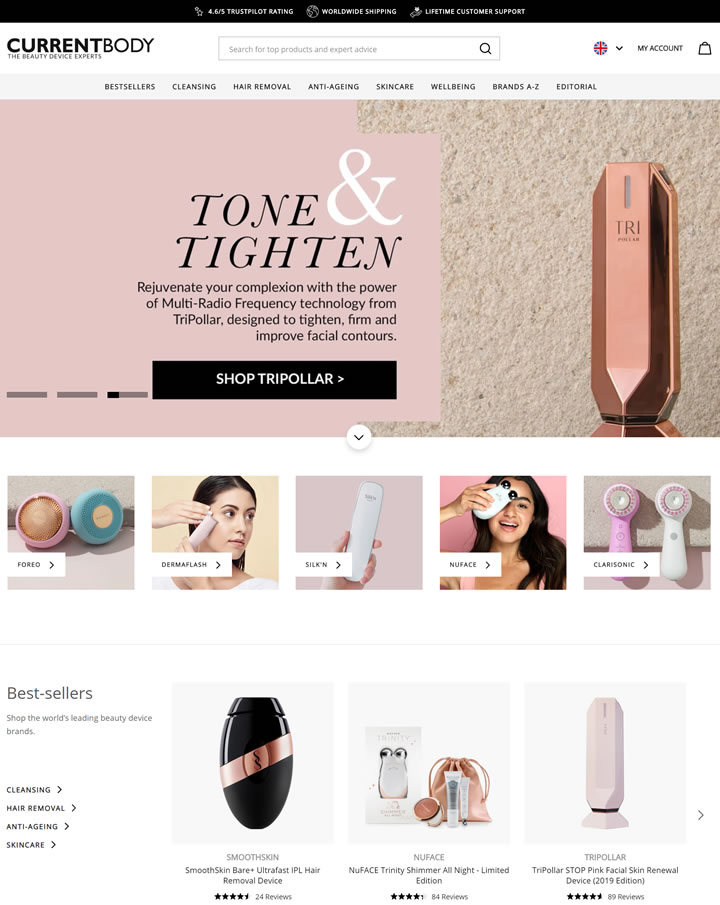 4.6/5 TRUSTPILOT RATING
WORLDWIDE SHIPPING
LIFETIME CUSTOMER SUPPORT
CURRENTBODY
THE BEAUTY DEVICE EXPERTS
Search for top products and expert advice
MY ACCOUNT
BESTSELLERS
CLEANSING
HAIR REMOVAL
ANTI-AGEING
SKINCARE
WELLBEING
BRANDS A-Z
EDITORIAL
TONE &
TIGHTEN
Rejuvenate your complexion with the power
of Multi-Radio Frequency technology from
TriPollar, designed to tighten, firm and
improve facial contours.
SHOP TRIPOLLAR >
TRI
POLLAR
FOREO
DERMAFLASH
SILK'N
NUFACE
CLARISONIC
Best-sellers
Shop the world's leading beauty device
brands.
CLEANSING
HAIR REMOVAL
ANTI-AGEING
SKINCARE
TRINITY
SMOOTHSKIN
SmoothSkin Bare+ Ultrafast IPL Hair
Removal Device
24 Reviews
NUFACE
NuFACE Trinity Shimmer All Night - Limited
Edition
84 Reviews
TRIPOLLAR
TriPollar STOP Pink Facial Skin Renewal
Device (2019 Edition)
89 Reviews